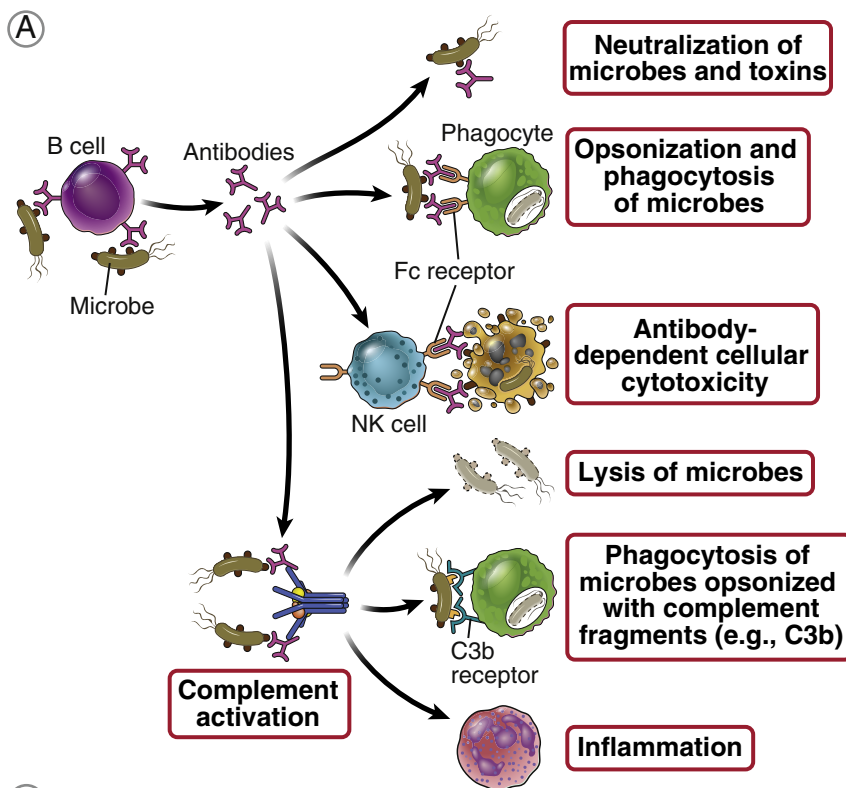 A
Neutralization of
microbes and toxins
B cell
Antibodies
Phagocyte
Opsonization and
phagocytosis
of microbes
Microbe
Fc receptor
Antibody-
dependent cellular
cytotoxicity
NK cell
Lysis of microbes
Phagocytosis of
microbes opsonized
with complement
fragments (e.g., C3b)
C3b
receptor
Complement
activation
Inflammation